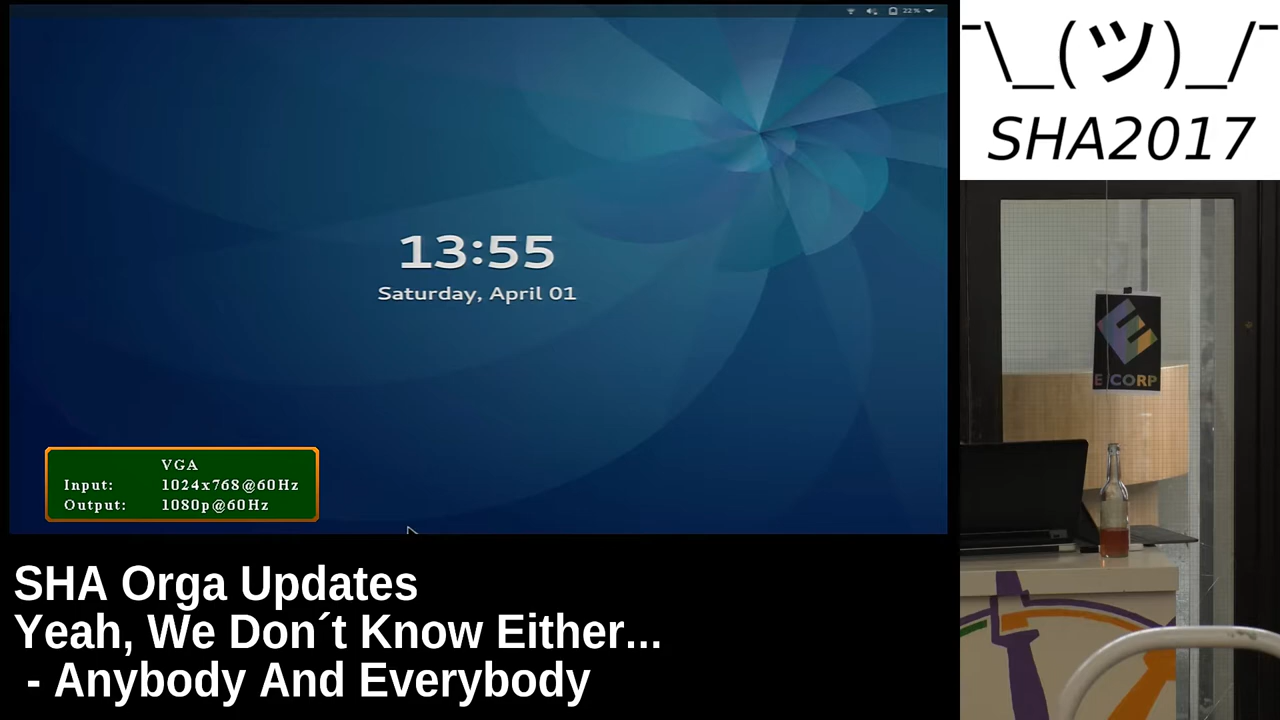 22 %
13:55
Saturday, April 01
VGA
Input: 1024x768@60Hz
Output: 1080p@60Hz
SHA Orga Updates
Yeah, We Don´t Know Either...
- Anybody And Everybody
¯\_(ツ)_/¯
SHA2017
E CORP